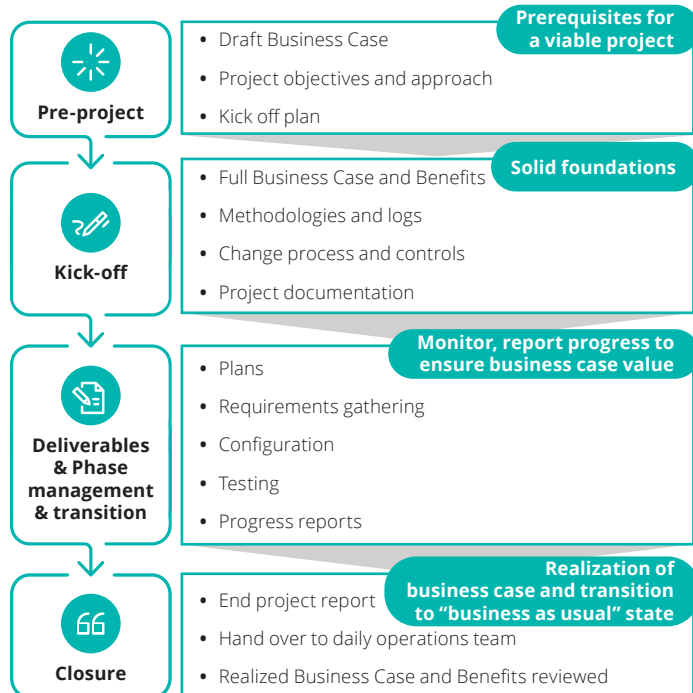 Prerequisites for
a viable project
Pre-project
• Draft Business Case
• Project objectives and approach
• Kick off plan
Solid foundations
Kick-off
• Full Business Case and Benefits
• Methodologies and logs
• Change process and controls
• Project documentation
Monitor, report progress to
ensure business case value
Deliverables
& Phase
management
& transition
• Plans
• Requirements gathering
• Configuration
• Testing
• Progress reports
Realization of
business case and transition
to “business as usual” state
Closure
• End project report
• Hand over to daily operations team
• Realized Business Case and Benefits reviewed